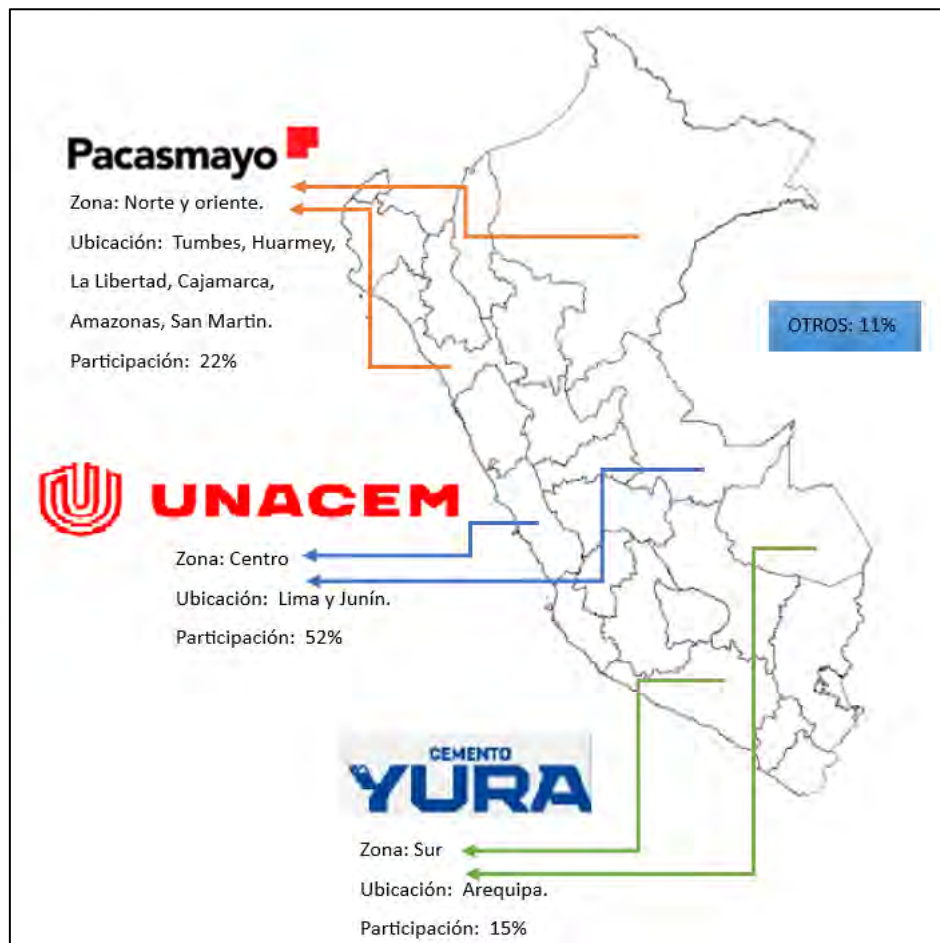 Pacasmayo
Zona: Norte y oriente.
Ubicación: Tumbes, Huarmey,
La Libertad, Cajamarca,
Amazonas, San Martin.
Participación: 22%
OTROS: 11%
UNACEM
Zona: Centro
Ubicación: Lima y Junín.
Participación: 52%
CEMENTO
YURA
Zona: Sur
Ubicación: Arequipa.
Participación: 15%